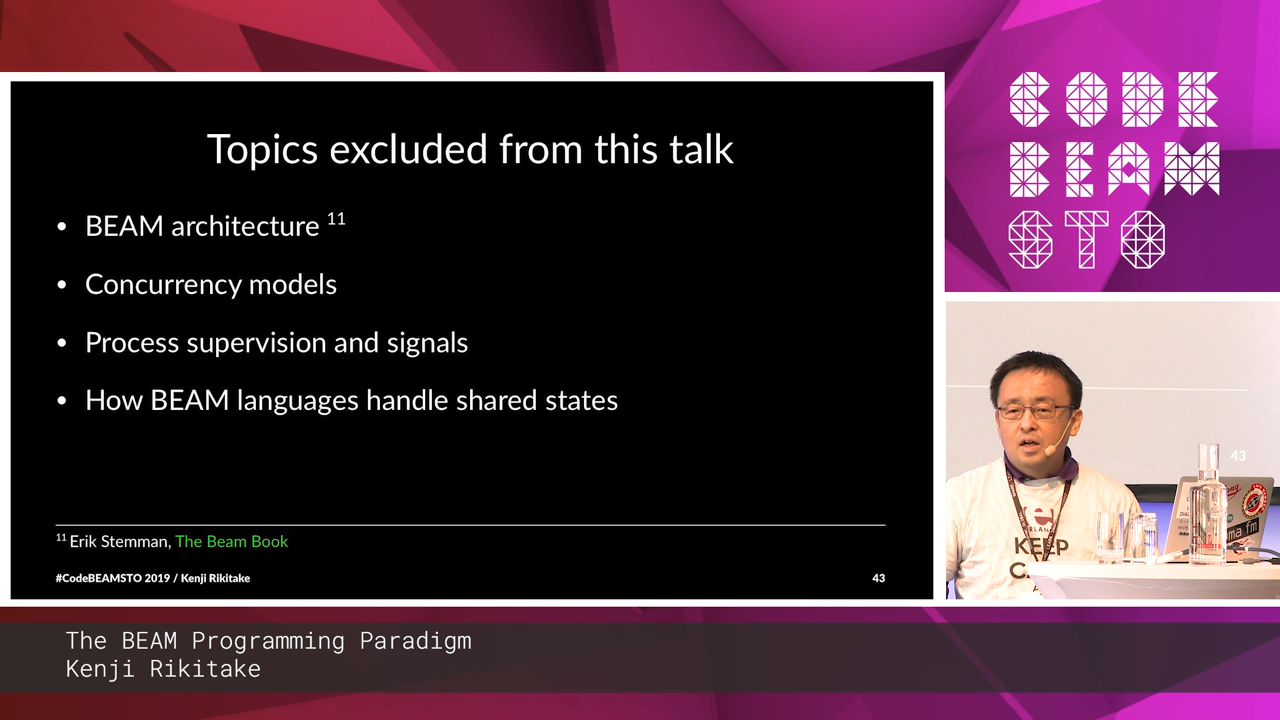 Topics excluded from this talk
• BEAM architecture 11
• Concurrency models
• Process supervision and signals
• How BEAM languages handle shared states
11 Erik Stemman, The Beam Book
#CodeBEAMSTO 2019 / Kenji Rikitake
43
CODE
BEAM
STO
43
KEEP
The BEAM Programming Paradigm
Kenji Rikitake